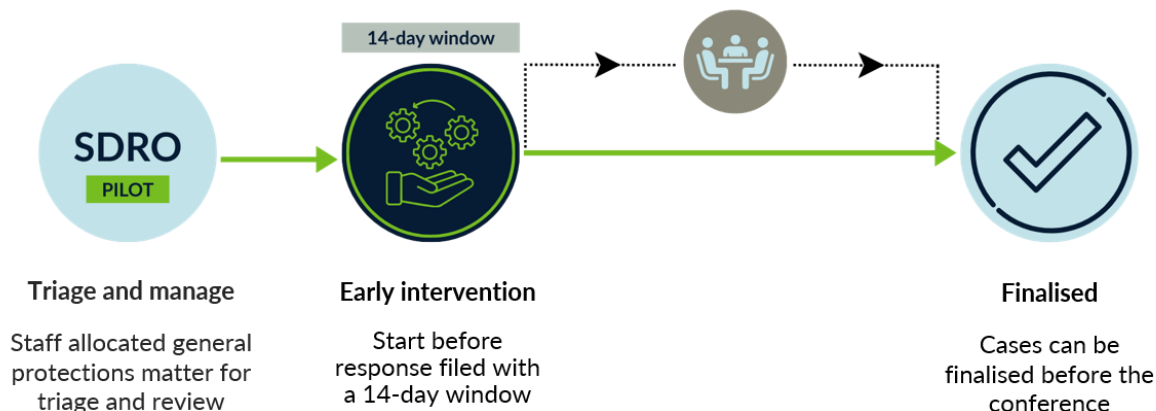 14-day window
SDRO
PILOT
Triage and manage
Staff allocated general
protections matter for
triage and review
Early intervention
Start before
response filed with
a 14-day window
Finalised
Cases can be
finalised before the
conference